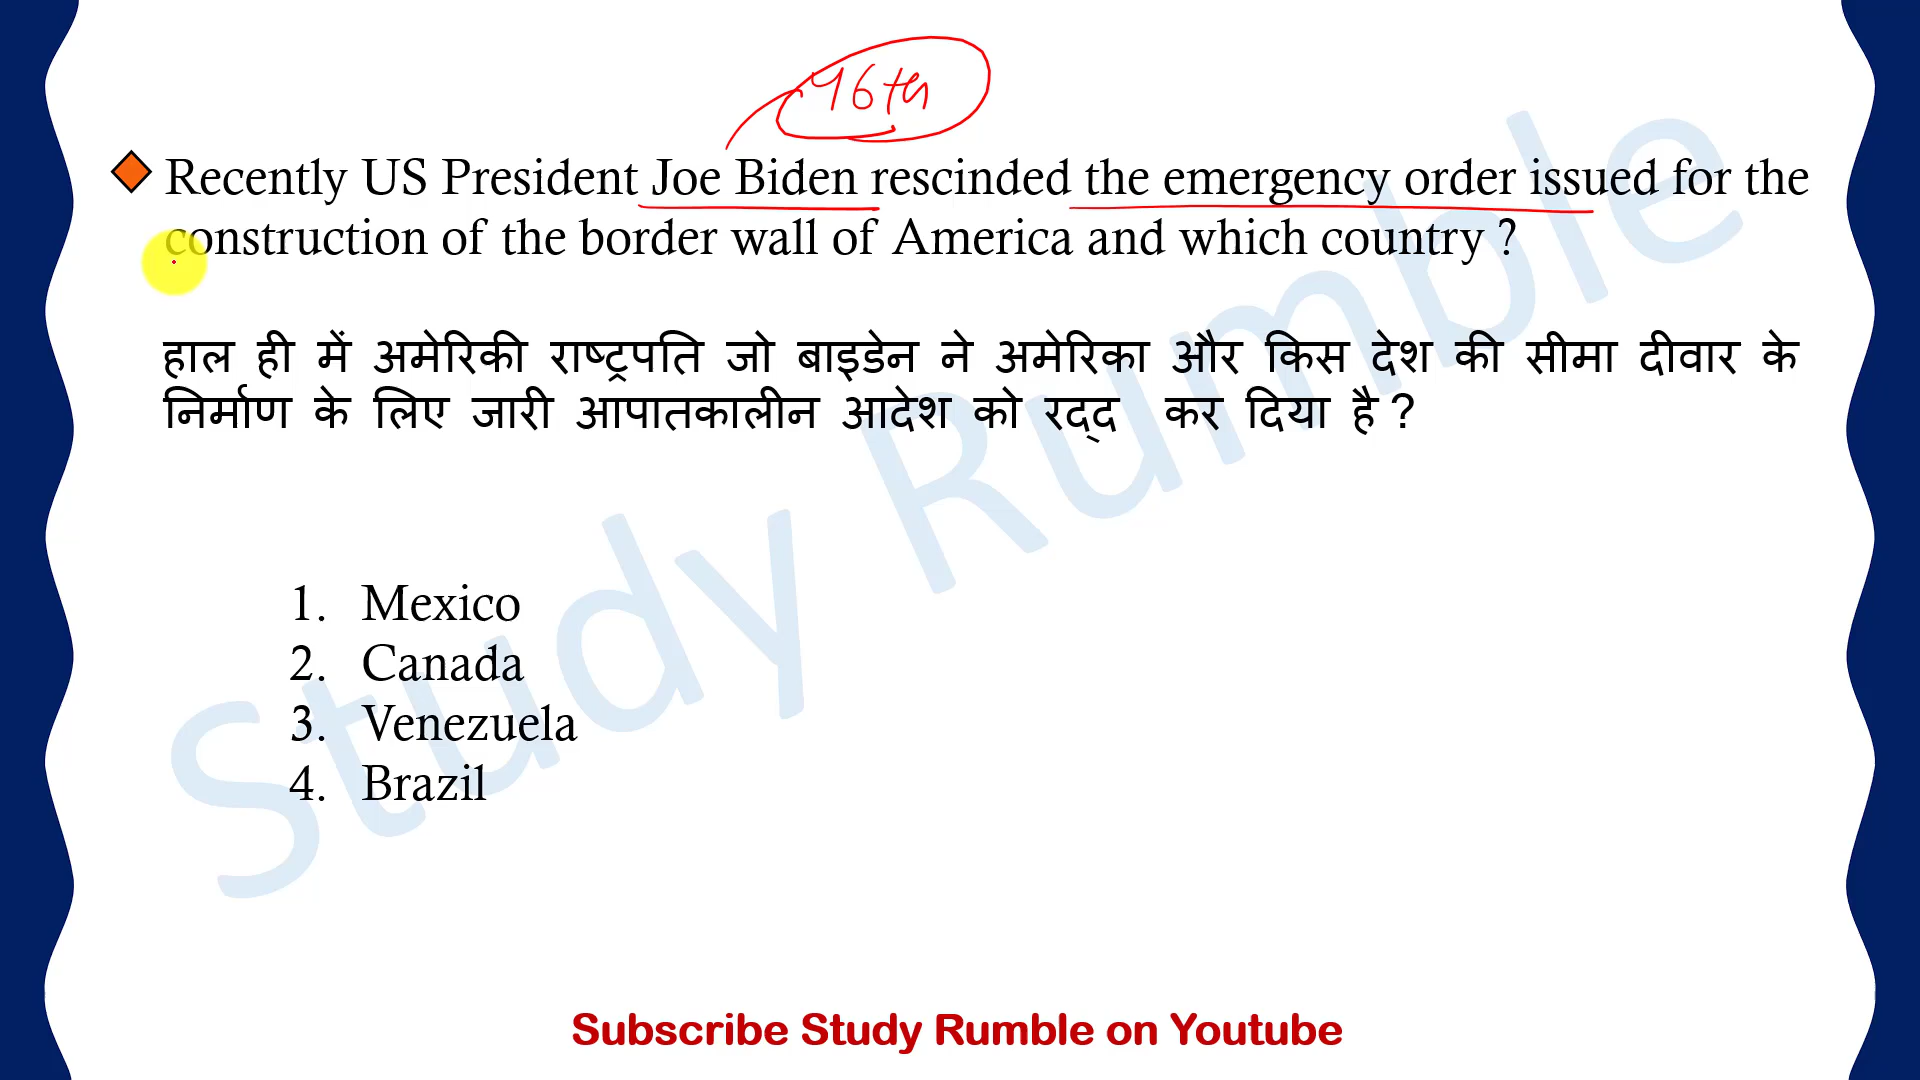 46th
Recently US President Joe Biden rescinded the emergency order issued for the
construction of the border wall of America and which country ?
हाल ही में अमेरिकी राष्ट्रपति जो बाइडेन ने अमेरिका और किस देश की सीमा दीवार के
निर्माण के लिए जारी आपातकालीन आदेश को रद्द कर दिया है ?
1. Mexico
2. Canada
3. Venezuela
4. Brazil
Study Rumble
Subscribe Study Rumble on Youtube